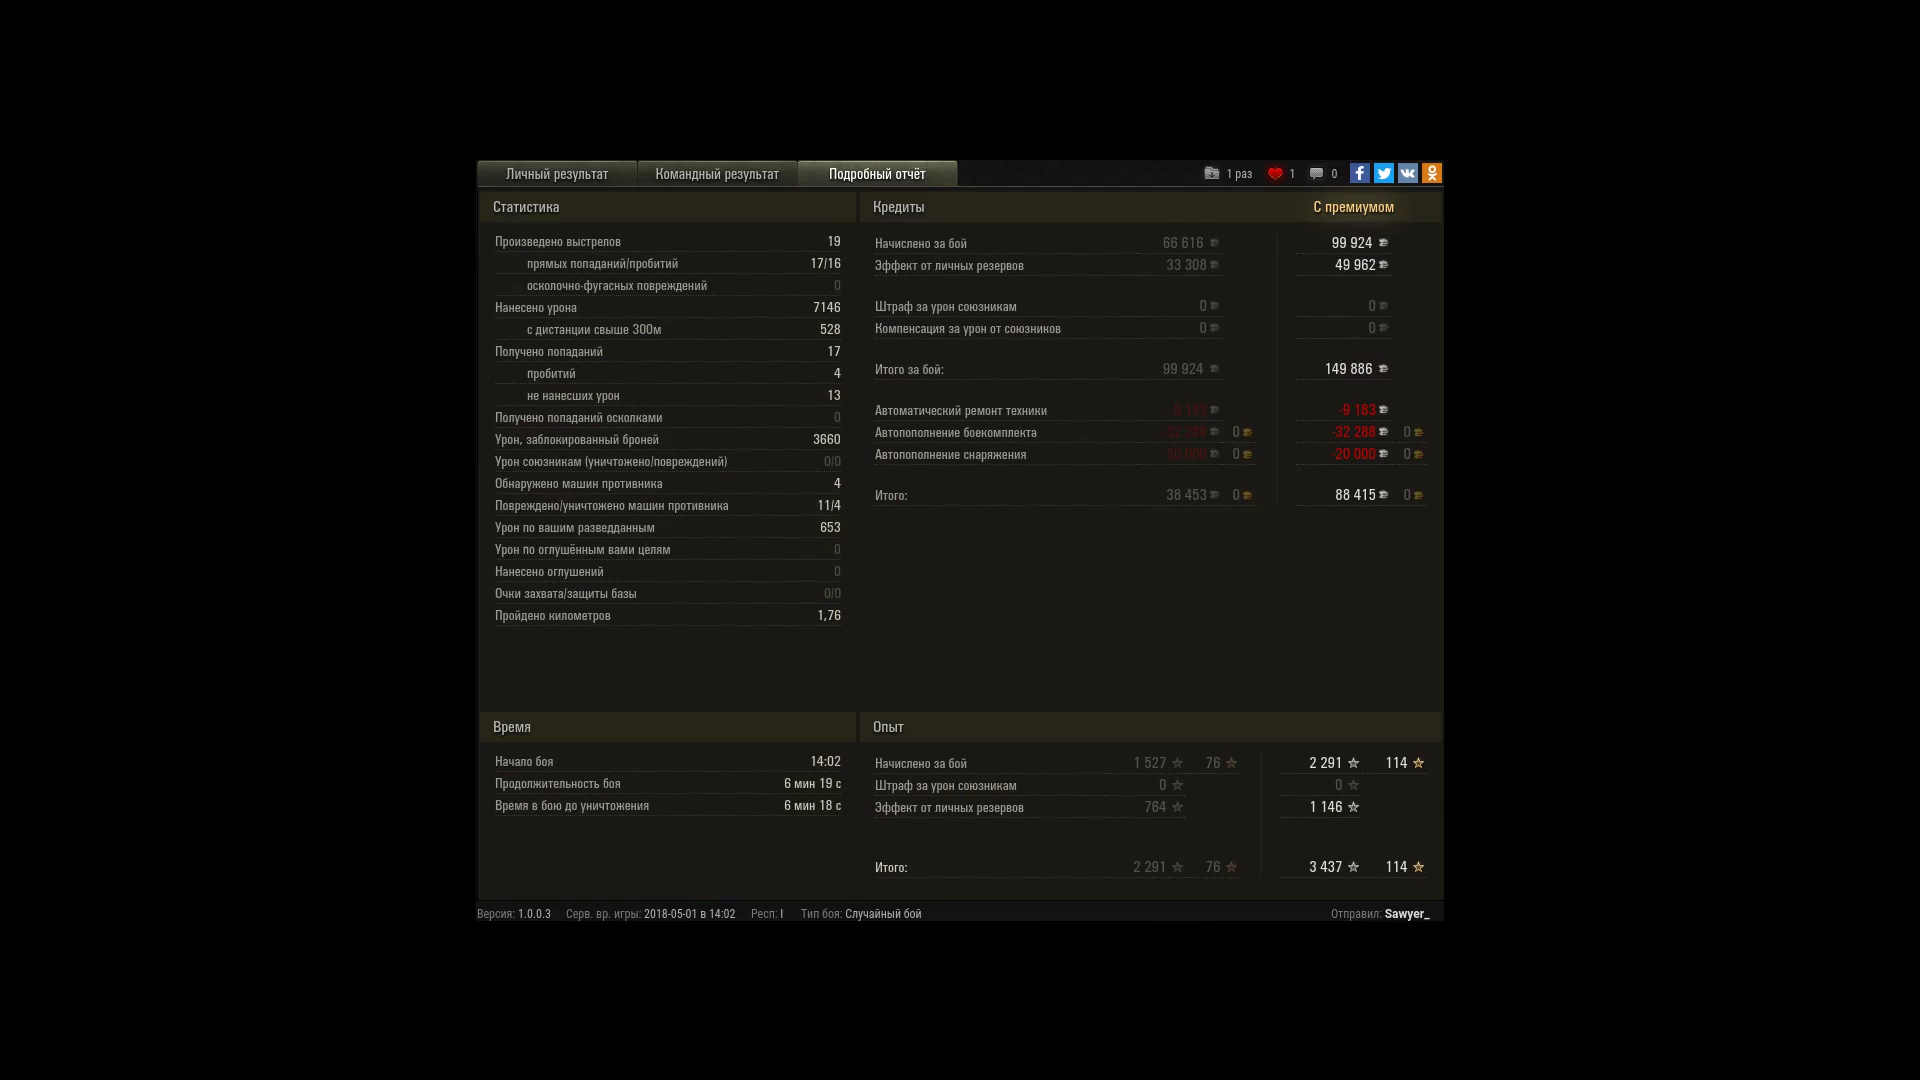 Личный результат Командный результат Подробный отчёт 1 раз 1 0
Статистика
Произведено выстрелов 19
прямых попаданий/пробитий 17/16
осколочно-фугасных повреждений 0
Нанесено урона 7146
с дистанции свыше 300м 528
Получено попаданий 17
пробитий 4
не нанесших урон 13
Получено попаданий осколками 0
Урон, заблокированный броней 3660
Урон союзникам (уничтожено/повреждений) 0/0
Обнаружено машин противника 4
Повреждено/уничтожено машин противника 11/4
Урон по вашим разведданным 653
Урон по оглушённым вами целям 0
Нанесено оглушений 0
Очки захвата/защиты базы 0/0
Пройдено километров 1,76
Кредиты С премиумом
Начислено за бой 66 616 99 924
Эффект от личных резервов 33 308 49 962
Штраф за урон союзникам 0 0
Компенсация за урон от союзников 0 0
Итого за бой: 99 924 149 886
Автоматический ремонт техники -9 183 -9 183
Автопополнение боекомплекта -32 288 0 -32 288 0
Автопополнение снаряжения -20 000 0 -20 000 0
Итого: 38 453 0 88 415 0
Время
Начало боя 14:02
Продолжительность боя 6 мин 19 с
Время в бою до уничтожения 6 мин 18 с
Опыт
Начислено за бой 1 527 76 2 291 114
Штраф за урон союзникам 0 0
Эффект от личных резервов 764 1 146
Итого: 2 291 76 3 437 114
Версия: 1.0.0.3 Серв. вр. игры: 2018-05-01 в 14:02 Респ: I Тип боя: Случайный бой Отправил: Sawyer_